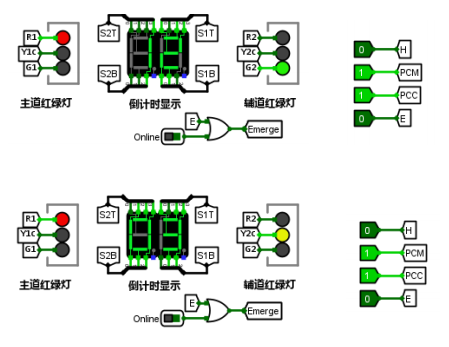 R1
Y1c
G1
主道红绿灯
S2T
S2B
S1T
S1B
倒计时显示
R2
Y2c
G2
辅道红绿灯
0 H
1 PCM
1 PCC
0 E
E
Online
Emerge
R1
Y1c
G1
主道红绿灯
S2T
S2B
S1T
S1B
倒计时显示
R2
Y2c
G2
辅道红绿灯
0 H
1 PCM
1 PCC
0 E
E
Online
Emerge